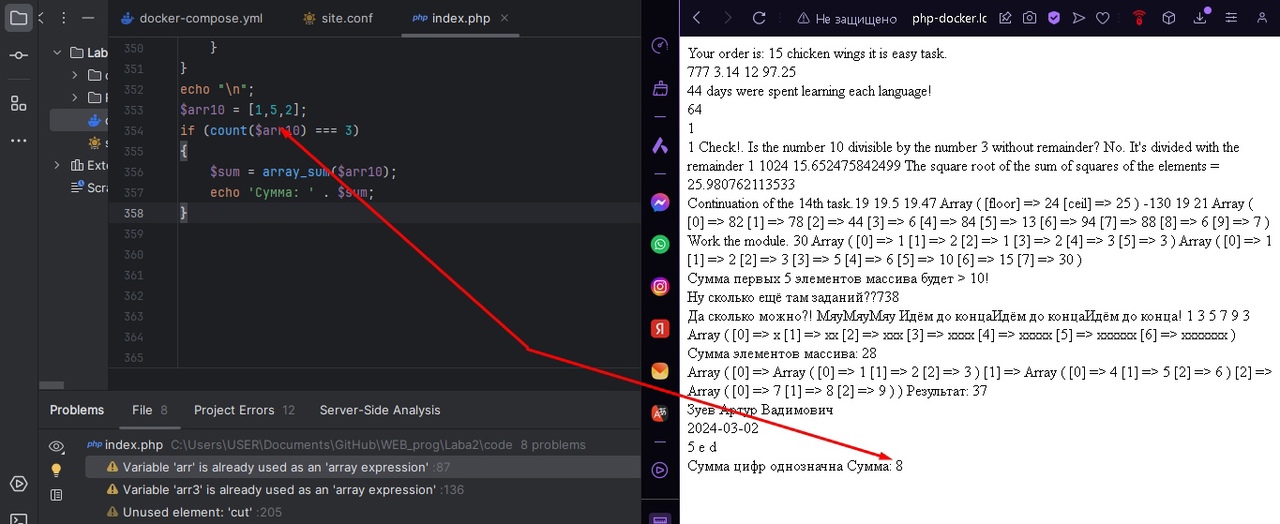 docker-compose.yml
site.conf
php index.php
Не защищено
php-docker.lc
Lab
Exte
Scra
350 }
351 }
352 echo "\n";
353 $arr10 = [1,5,2];
354 if (count($arr10) === 3)
355 {
356 $sum = array_sum($arr10);
357 echo 'Сумма: ' . $sum;
358 }
359
360
361
362
363
364
365
Problems File 8 Project Errors 12 Server-Side Analysis
php index.php C:\Users\USER\Documents\GitHub\WEB_prog\Laba2\code 8 problems
Variable 'arr' is already used as an 'array expression' :87
Variable 'arr3' is already used as an 'array expression' :136
Unused element: 'cut' :205
Your order is: 15 chicken wings it is easy task.
777 3.14 12 97.25
44 days were spent learning each language!
64
1
1 Check!. Is the number 10 divisible by the number 3 without remainder? No. It's divided with the
remainder 1 1024 15.652475842499 The square root of the sum of squares of the elements =
25.980762113533
Continuation of the 14th task.19 19.5 19.47 Array ( [floor] => 24 [ceil] => 25 ) -130 19 21 Array (
[0] => 82 [1] => 78 [2] => 44 [3] => 6 [4] => 84 [5] => 13 [6] => 94 [7] => 88 [8] => 6 [9] => 7 )
Work the module. 30 Array ( [0] => 1 [1] => 2 [2] => 1 [3] => 2 [4] => 3 [5] => 3 ) Array ( [0] => 1
[1] => 2 [2] => 3 [3] => 5 [4] => 6 [5] => 10 [6] => 15 [7] => 30 )
Сумма первых 5 элементов массива будет > 10!
Ну сколько ещё там заданий??738
Да сколько можно?! МяуМяуМяу Идём до концаИдём до концаИдём до конца! 1 3 5 7 9 3
Array ( [0] => x [1] => xx [2] => xxx [3] => xxxx [4] => xxxxx [5] => xxxxxx [6] => xxxxxxx )
Сумма элементов массива: 28
Array ( [0] => Array ( [0] => 1 [1] => 2 [2] => 3 ) [1] => Array ( [0] => 4 [1] => 5 [2] => 6 ) [2] =>
Array ( [0] => 7 [1] => 8 [2] => 9 ) ) Результат: 37
Зуев Артур Вадимович
2024-03-02
5 e d
Сумма цифр однозначна Сумма: 8